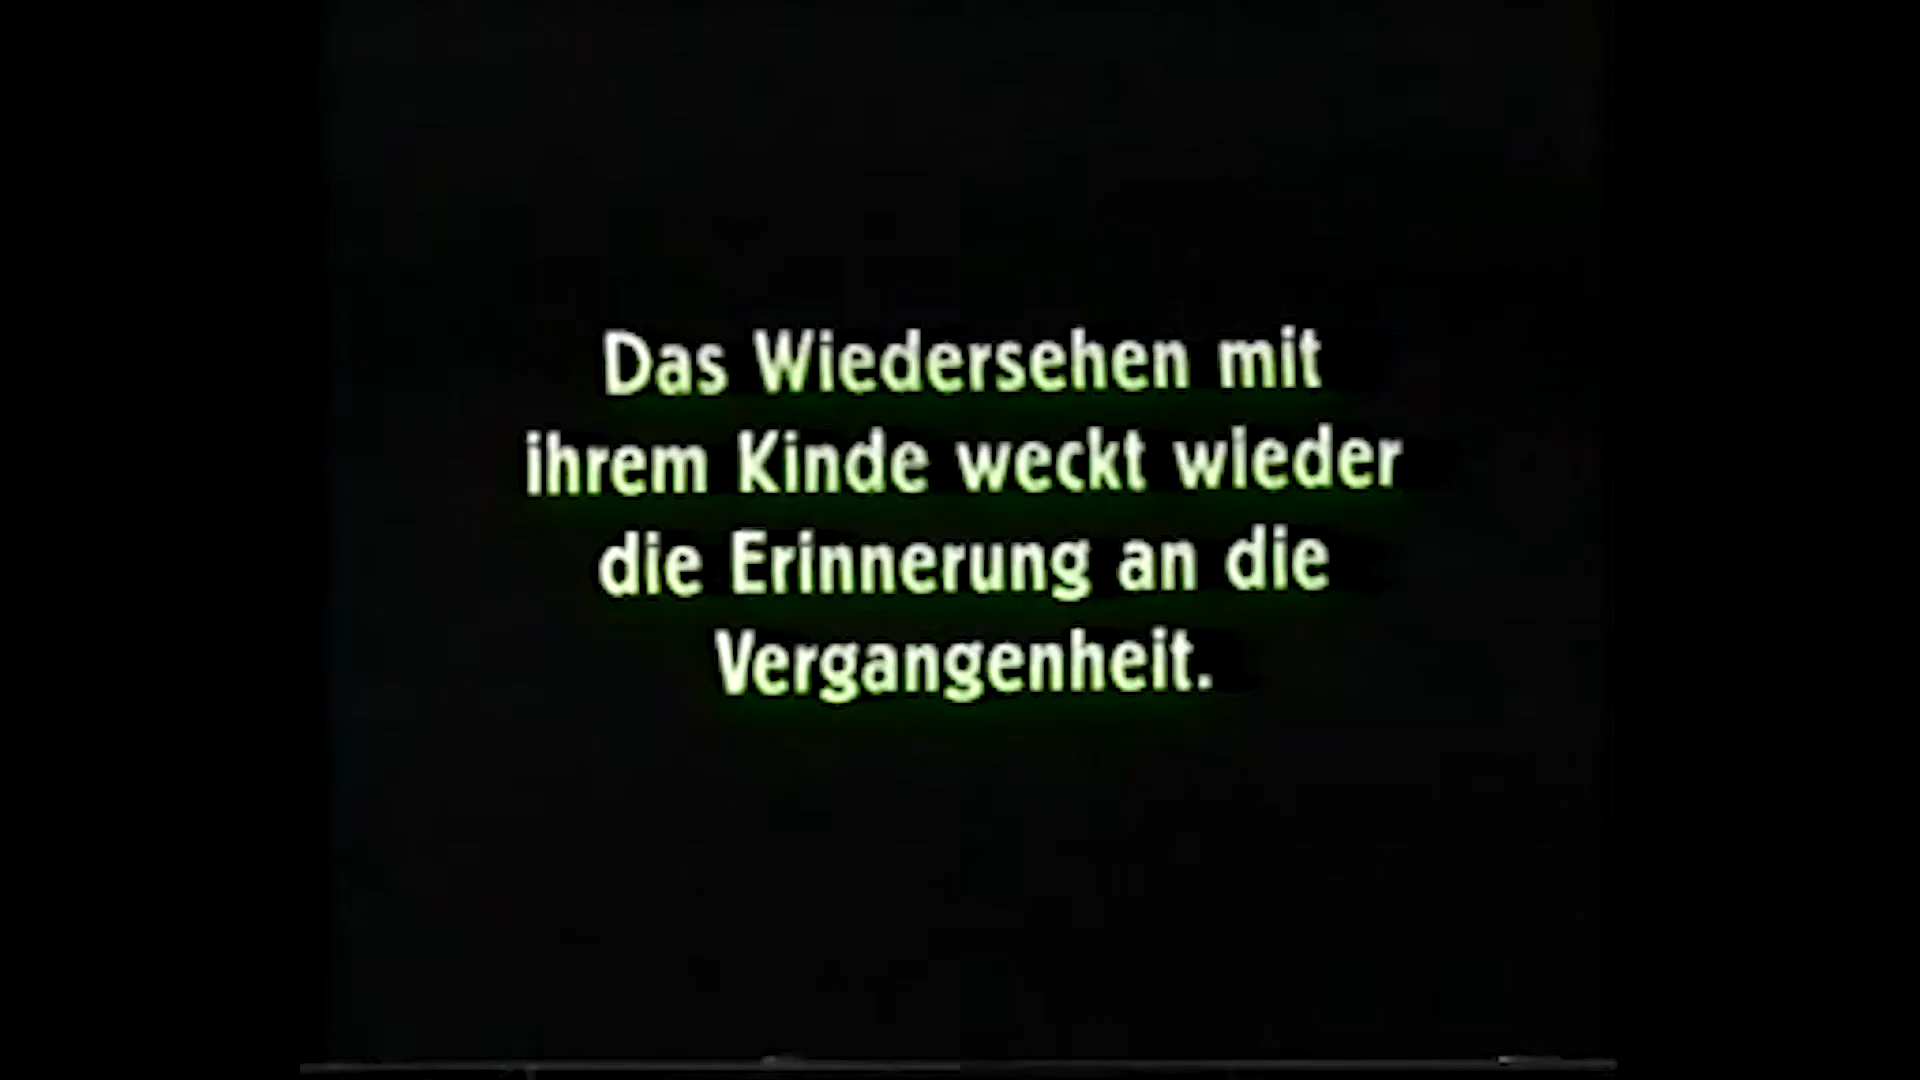 Das Wiedersehen mit
ihrem Kinde weckt wieder
die Erinnerung an die
Vergangenheit.